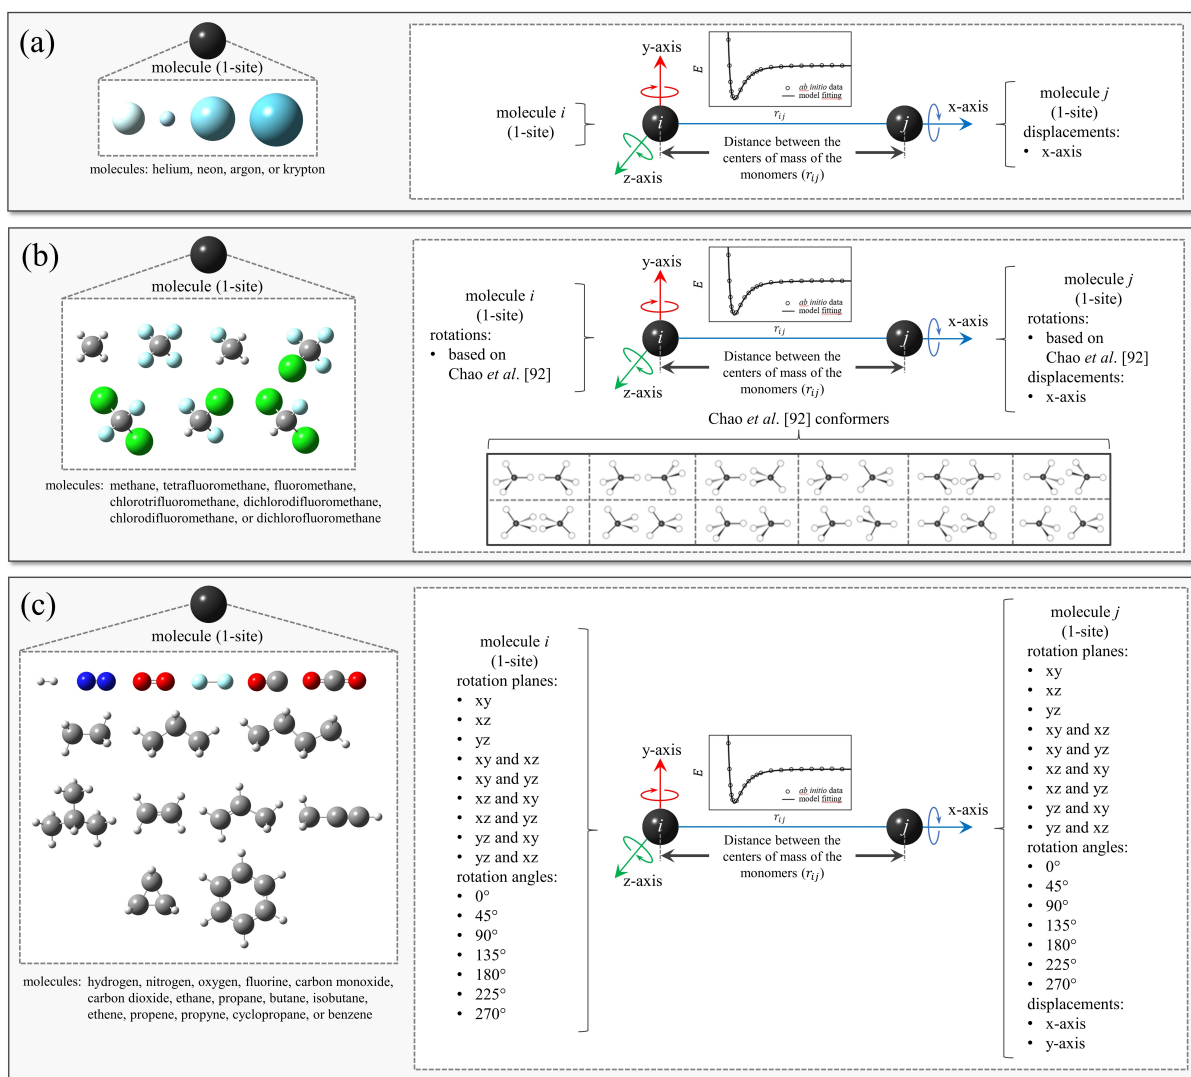 (a)
molecule (1-site)
molecules: helium, neon, argon, or krypton
molecule i
(1-site)
y-axis
z-axis
x-axis
i
j
E
ab initio data
model fitting
r_ij
Distance between the
centers of mass of the
monomers (r_ij)
molecule j
(1-site)
displacements:
• x-axis
(b)
molecule (1-site)
molecules: methane, tetrafluoromethane, fluoromethane,
chlorotrifluoromethane, dichlorodifluoromethane,
chlorodifluoromethane, or dichlorofluoromethane
molecule i
(1-site)
rotations:
• based on
Chao et al. [92]
y-axis
z-axis
x-axis
i
j
E
ab initio data
model fitting
r_ij
Distance between the
centers of mass of the
monomers (r_ij)
molecule j
(1-site)
rotations:
• based on
Chao et al. [92]
displacements:
• x-axis
Chao et al. [92] conformers
(c)
molecule (1-site)
molecules: hydrogen, nitrogen, oxygen, fluorine, carbon monoxide,
carbon dioxide, ethane, propane, butane, isobutane,
ethene, propene, propyne, cyclopropane, or benzene
molecule i
(1-site)
rotation planes:
• xy
• xz
• yz
• xy and xz
• xy and yz
• xz and xy
• xz and yz
• yz and xy
• yz and xz
rotation angles:
• 0°
• 45°
• 90°
• 135°
• 180°
• 225°
• 270°
y-axis
z-axis
x-axis
i
j
E
ab initio data
model fitting
r_ij
Distance between the
centers of mass of the
monomers (r_ij)
molecule j
(1-site)
rotation planes:
• xy
• xz
• yz
• xy and xz
• xy and yz
• xz and xy
• xz and yz
• yz and xy
• yz and xz
rotation angles:
• 0°
• 45°
• 90°
• 135°
• 180°
• 225°
• 270°
displacements:
• x-axis
• y-axis